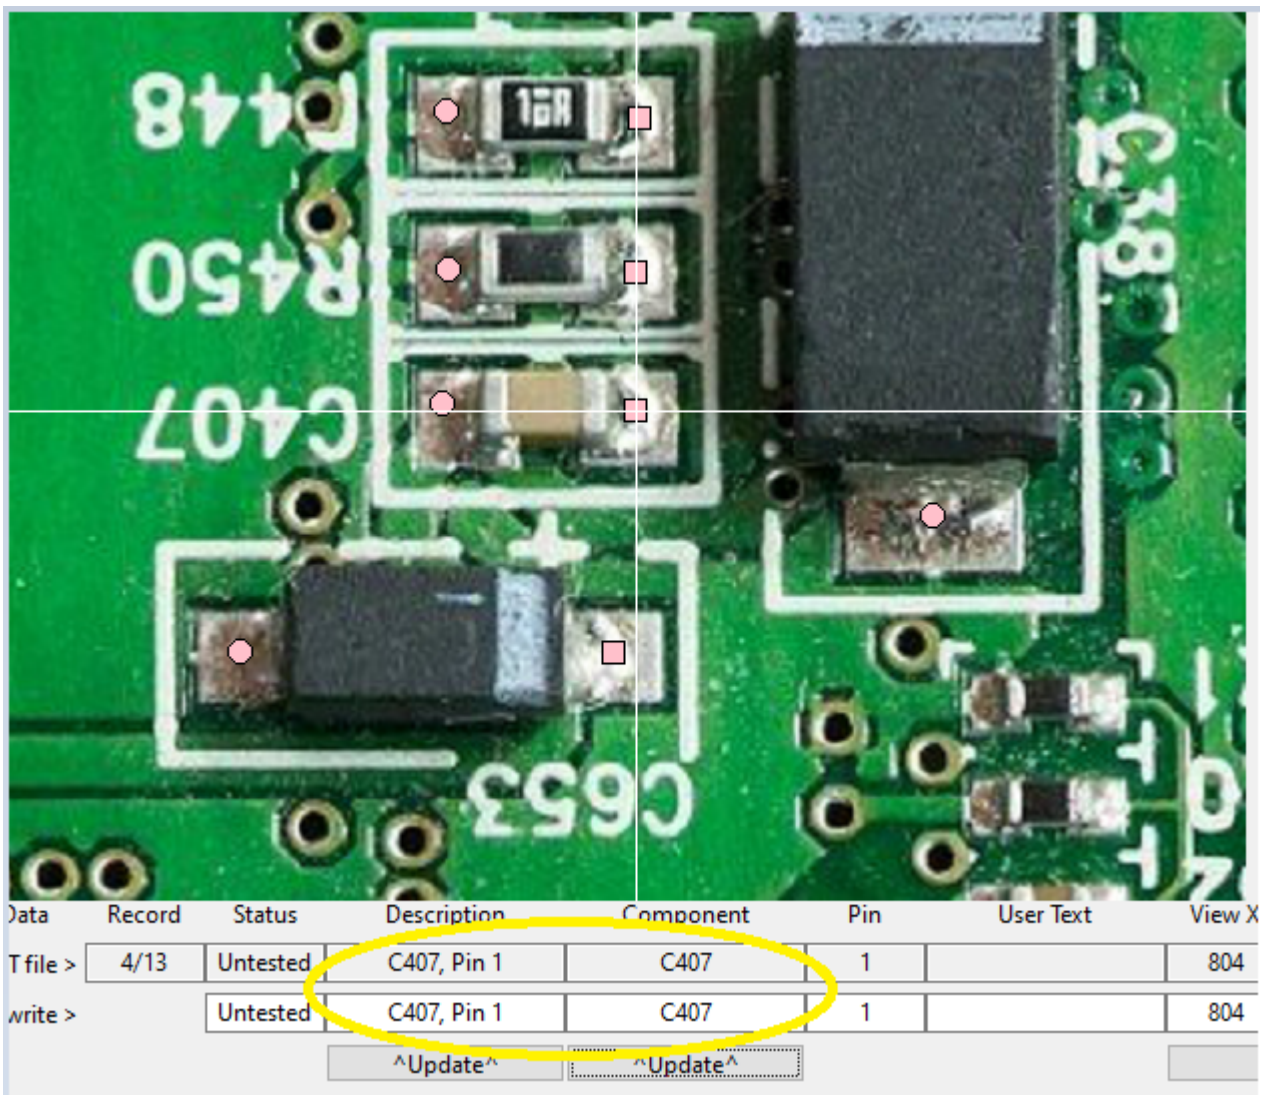 R448
16R
R450
C407
C38
C653
T
T
Data Record Status Description Component Pin User Text View X
T file > 4/13 Untested C407, Pin 1 C407 1 804
write > Untested C407, Pin 1 C407 1 804
^Update^ ^Update^